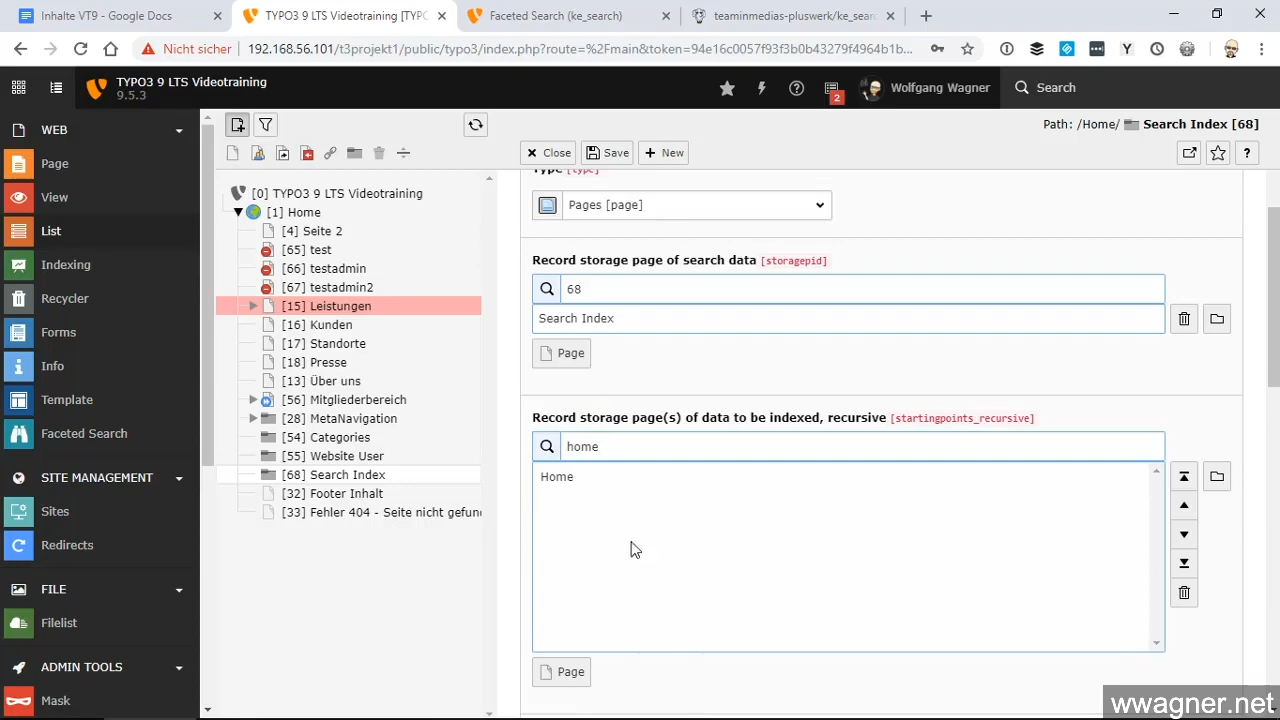 Inhalte VT9 - Google Docs
TYPO3 9 LTS Videotraining [TYPO
Faceted Search (ke_search)
teaminmedias-pluswerk/ke_searc
Nicht sicher
192.168.56.101/t3projekt1/public/typo3/index.php?route=%2Fmain&token=94e16c0057f93f3b0b43279f4964b1b...
TYPO3 9 LTS Videotraining
9.5.3
2
Wolfgang Wagner
Search
WEB
Page
View
List
Indexing
Recycler
Forms
Info
Template
Faceted Search
SITE MANAGEMENT
Sites
Redirects
FILE
Filelist
ADMIN TOOLS
Mask
[0] TYPO3 9 LTS Videotraining
[1] Home
[4] Seite 2
[65] test
[66] testadmin
[67] testadmin2
[15] Leistungen
[16] Kunden
[17] Standorte
[18] Presse
[13] Über uns
[56] Mitgliederbereich
[28] MetaNavigation
[54] Categories
[55] Website User
[68] Search Index
[32] Footer Inhalt
[33] Fehler 404 - Seite nicht gefun
Path: /Home/ Search Index [68]
Close
Save
New
?
Type [type]
Pages [page]
Record storage page of search data [storagepid]
68
Search Index
Page
Record storage page(s) of data to be indexed, recursive [startingpoints_recursive]
home
Home
Page
wwagner.net